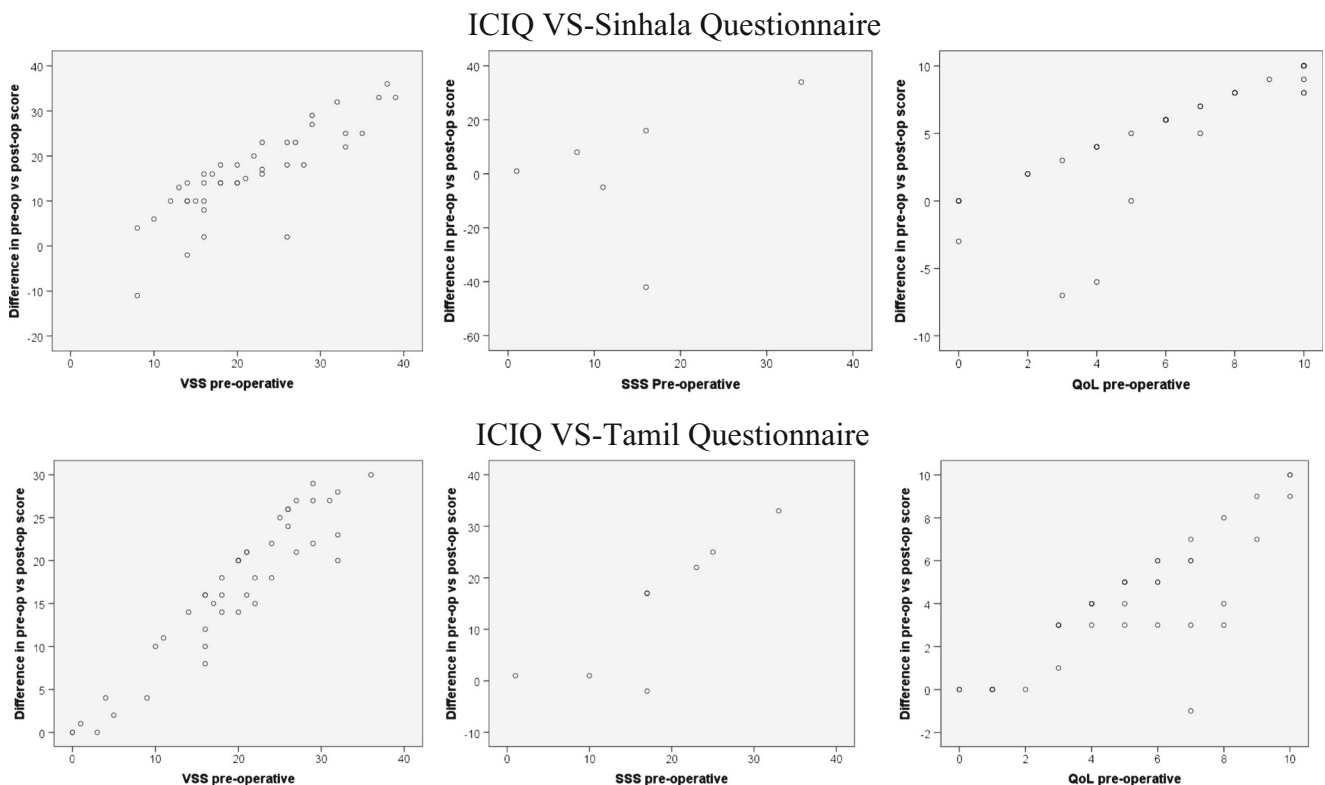 ICIQ VS-Sinhala Questionnaire
Difference in pre-op vs post-op score
40
30
20
10
0
-10
-20
0 10 20 30 40
VSS pre-operative
Difference in pre-op vs post-op score
40
20
0
-20
-40
-60
0 10 20 30 40
SSS Pre-operative
Difference in pre-op vs post-op score
10
5
0
-5
-10
0 2 4 6 8 10
QoL pre-operative
ICIQ VS-Tamil Questionnaire
Difference in pre-op vs post-op score
30
25
20
15
10
5
0
0 10 20 30 40
VSS pre-operative
Difference in pre-op vs post-op score
40
30
20
10
0
-10
0 10 20 30 40
SSS pre-operative
Difference in pre-op vs post-op score
10
8
6
4
2
0
-2
0 2 4 6 8 10
QoL pre-operative